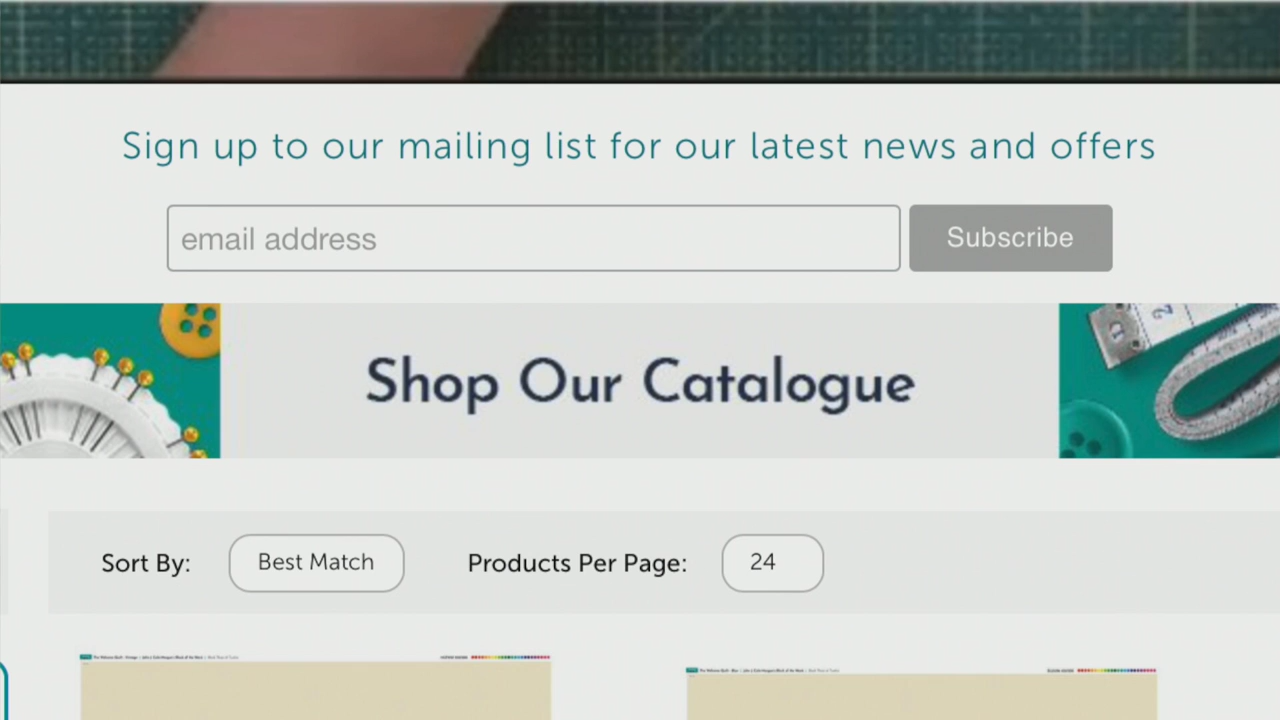 Sign up to our mailing list for our latest news and offers
email address
Subscribe
Shop Our Catalogue
Sort By:
Best Match
Products Per Page:
24